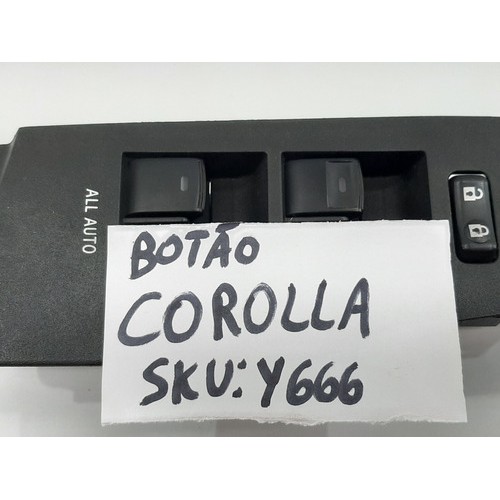 ALL AUTO
BOTÃO
COROLLA
SKU: Y666